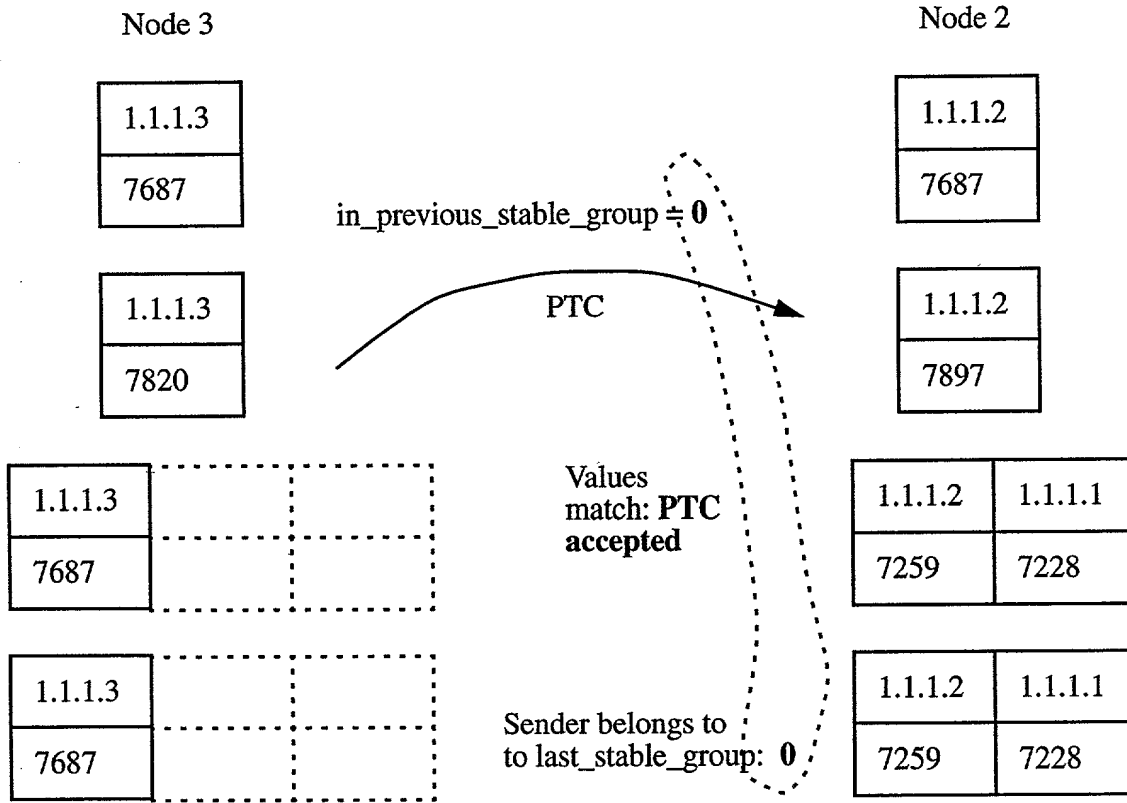 Node 3
Node 2
1.1.1.3
7687
1.1.1.2
7687
in_previous_stable_group = 0
1.1.1.3
7820
PTC
1.1.1.2
7897
1.1.1.3
7687
Values
match: PTC
accepted
1.1.1.2 1.1.1.1
7259 7228
1.1.1.3
7687
Sender belongs to
to last_stable_group: 0
1.1.1.2 1.1.1.1
7259 7228